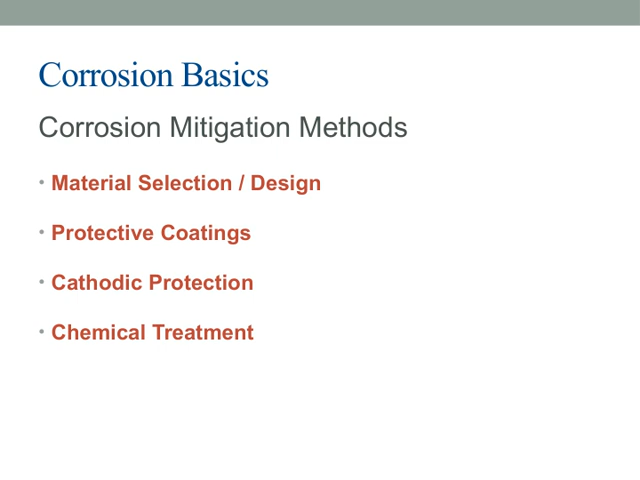 Corrosion Basics
Corrosion Mitigation Methods
• Material Selection / Design
• Protective Coatings
• Cathodic Protection
• Chemical Treatment